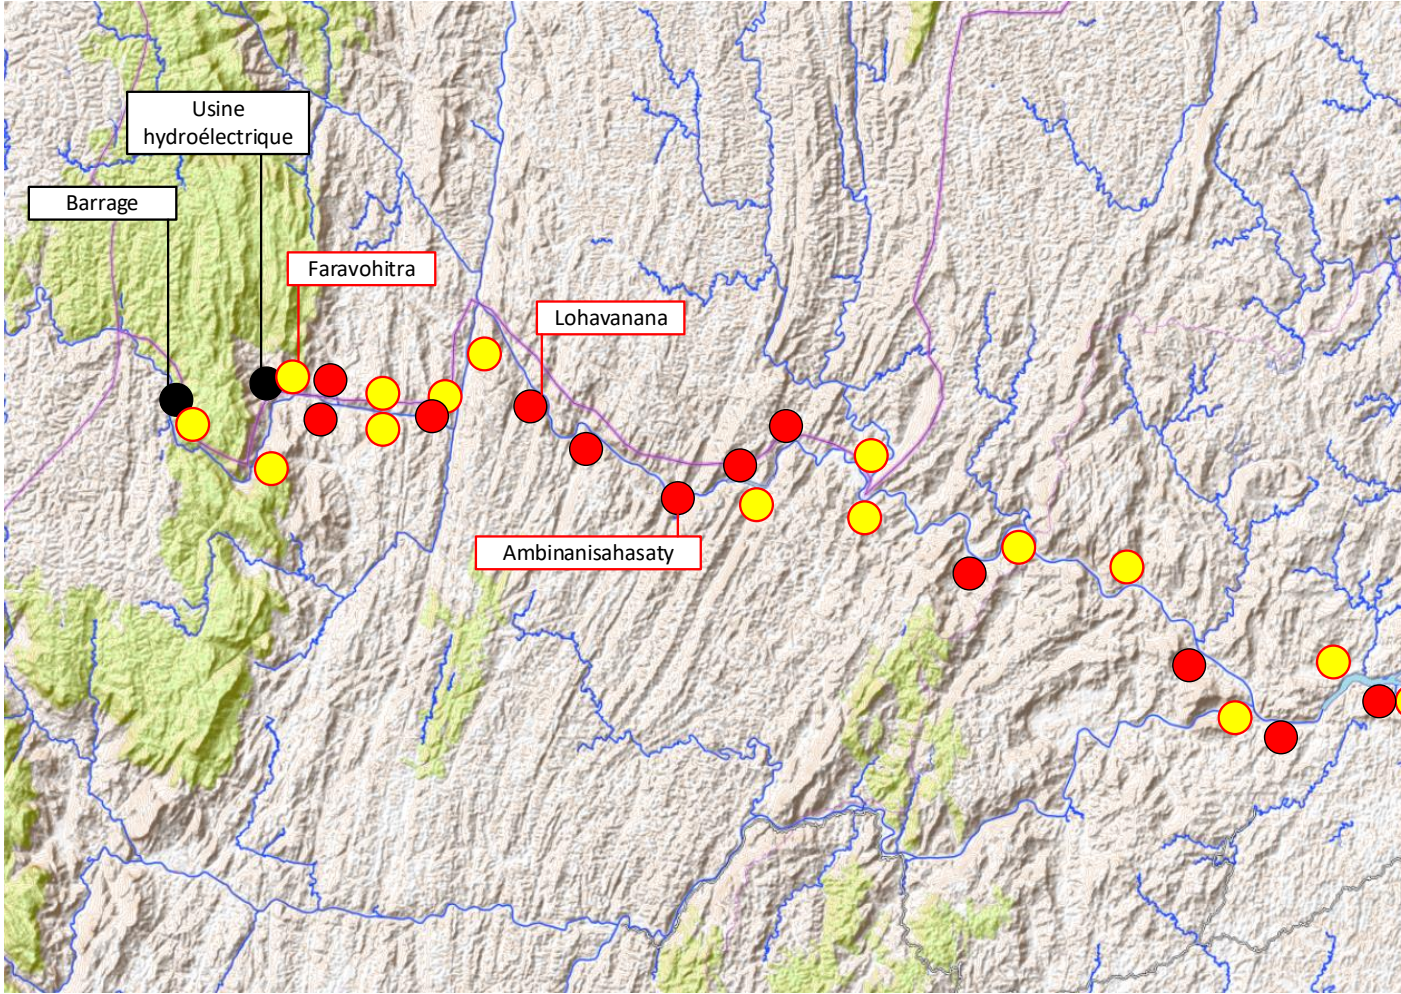 Usine
hydroélectrique
Barrage
Faravohitra
Lohavanana
Ambinanisahasaty